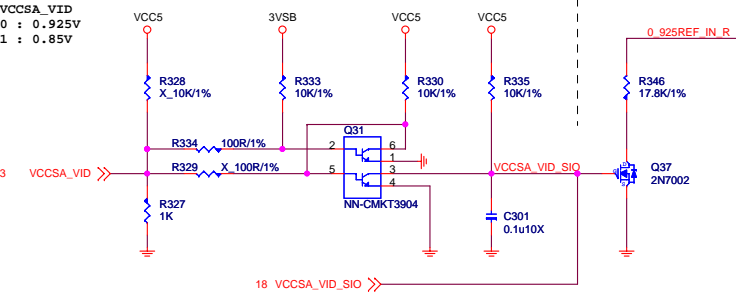 VCCSA_VID
0 : 0.925V
1 : 0.85V
VCC5
3VSB
VCC5
VCC5
0_925REF_IN_R
R328
X_10K/1%
R333
10K/1%
R330
10K/1%
R335
10K/1%
R346
17.8K/1%
R334
100R/1%
Q31
2
6
1
R329
X_100R/1%
5
3
4
3
VCCSA_VID
VCCSA_VID_SIO
Q37
2N7002
NN-CMKT3904
R327
1K
C301
0.1u10X
18 VCCSA_VID_SIO